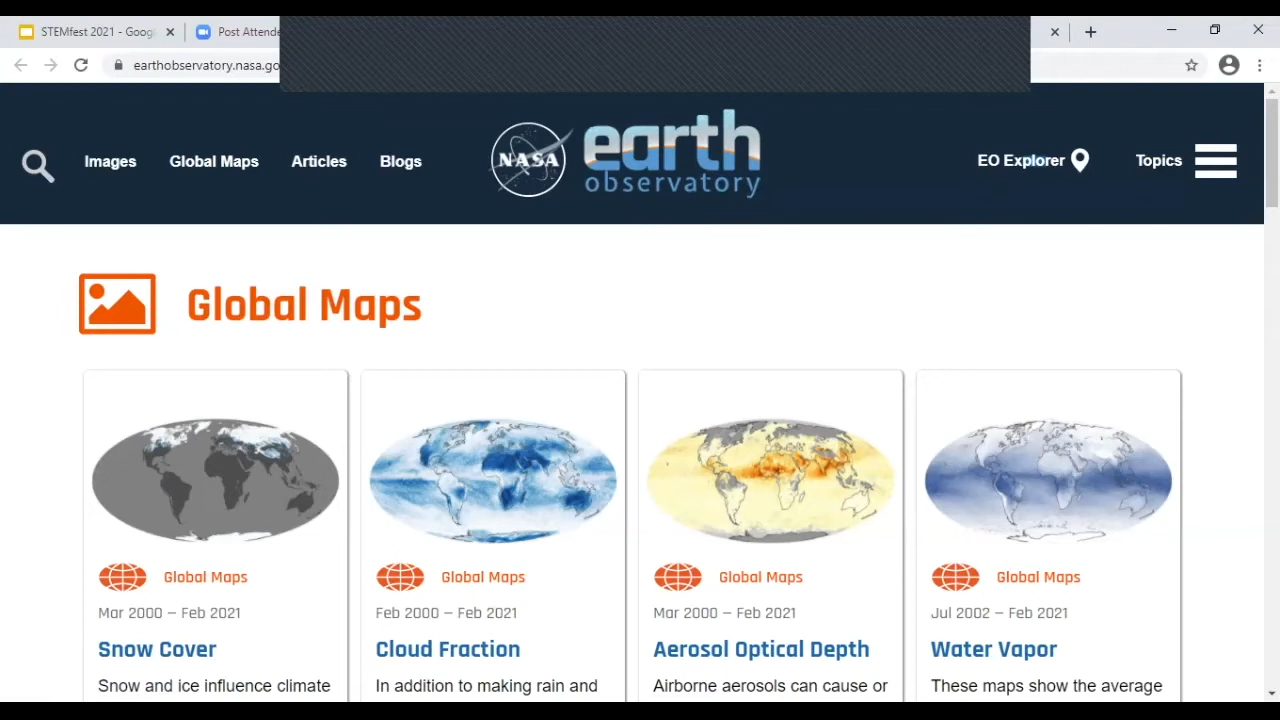 STEMfest 2021 - Goog
Post Attende
earthobservatory.nasa.go
Images
Global Maps
Articles
Blogs
NASA
earth
observatory
EO Explorer
Topics
Global Maps
Global Maps
Mar 2000 – Feb 2021
Snow Cover
Snow and ice influence climate
Global Maps
Feb 2000 – Feb 2021
Cloud Fraction
In addition to making rain and
Global Maps
Mar 2000 – Feb 2021
Aerosol Optical Depth
Airborne aerosols can cause or
Global Maps
Jul 2002 – Feb 2021
Water Vapor
These maps show the average